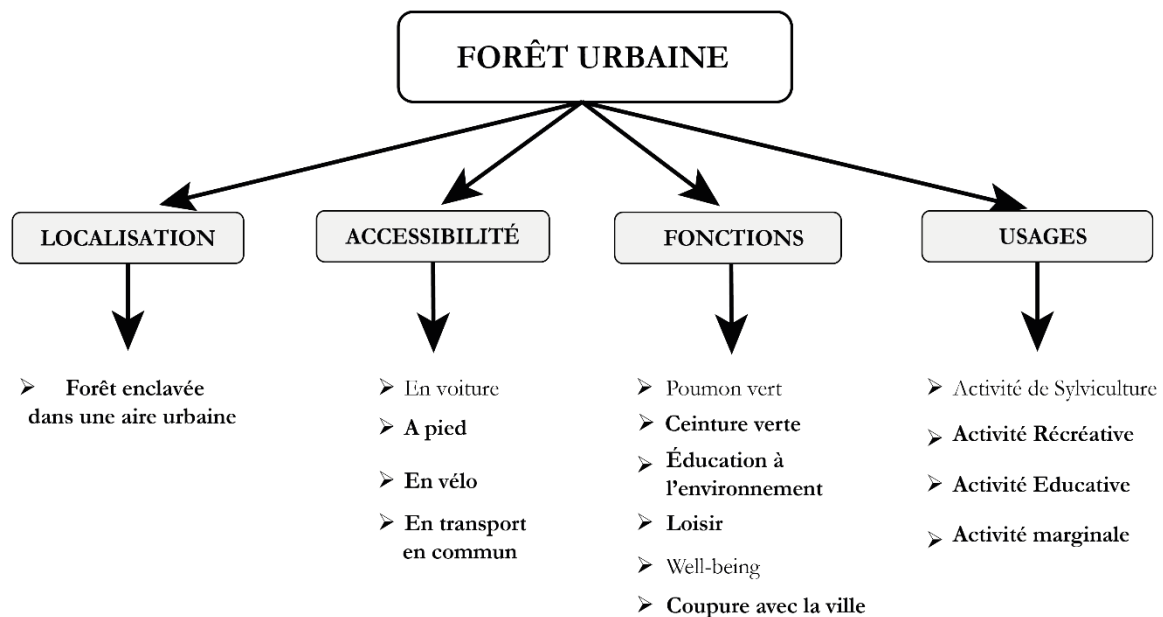 FORÊT URBAINE
LOCALISATION
ACCESSIBILITÉ
FONCTIONS
USAGES
Forêt enclavée
dans une aire urbaine
En voiture
A pied
En vélo
En transport
en commun
Poumon vert
Ceinture verte
Éducation à
l'environnement
Loisir
Well-being
Coupure avec la ville
Activité de Sylviculture
Activité Récréative
Activité Educative
Activité marginale